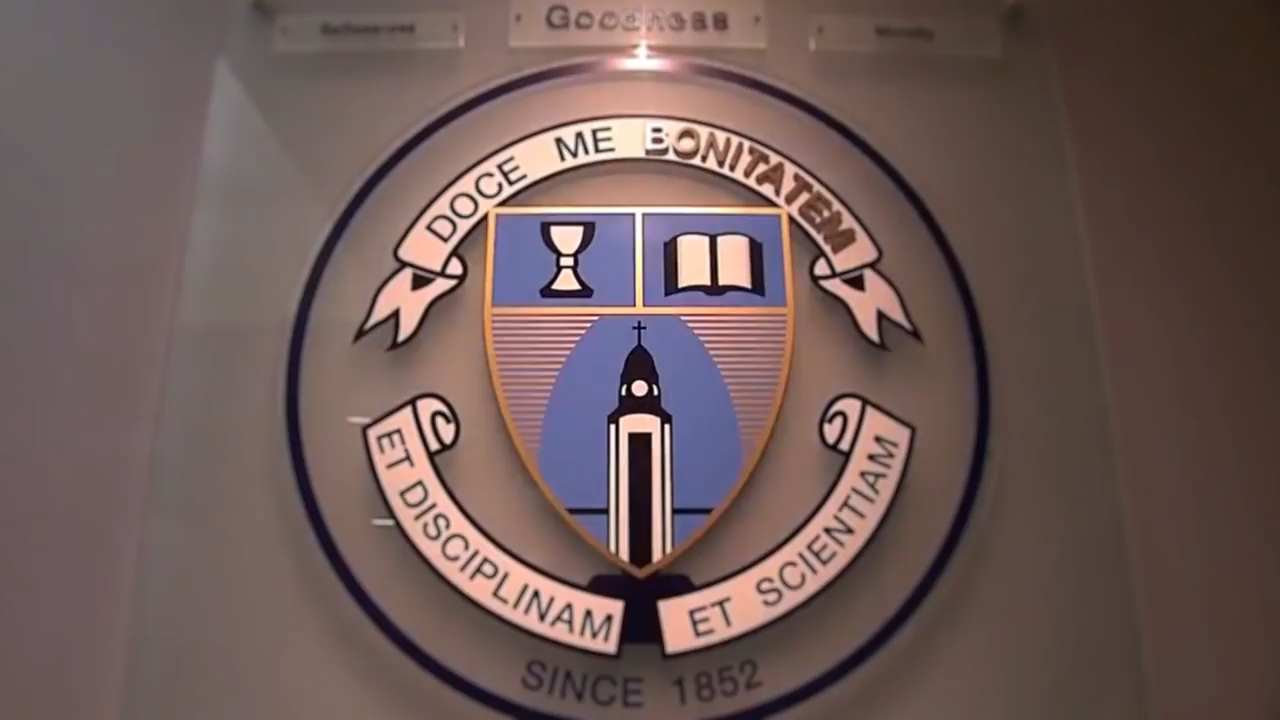 Goodness
DOCE ME BONITATEM
ET DISCIPLINAM
ET SCIENTIAM
SINCE 1852